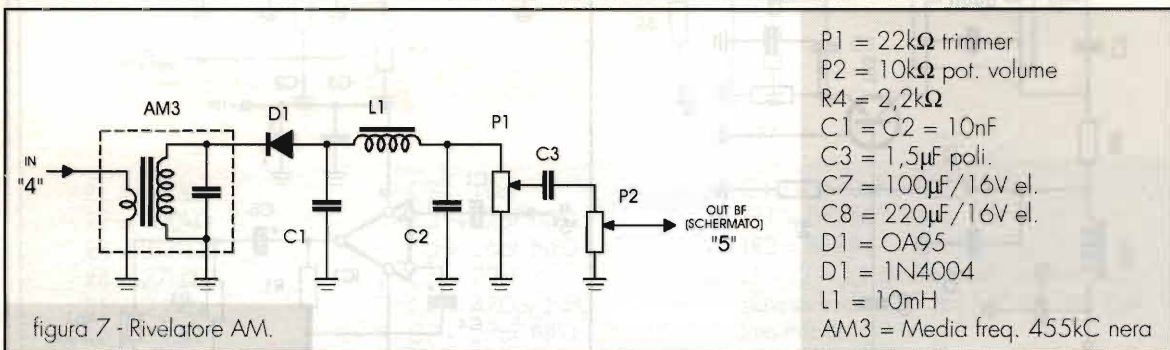 AM3
D1
L1
P1
C3
P2
IN
"4"
C1
C2
OUT BF
(SCHERMATO)
"5"
figura 7 - Rivelatore AM.
P1 = 22kΩ trimmer
P2 = 10kΩ pot. volume
R4 = 2,2kΩ
C1 = C2 = 10nF
C3 = 1,5µF poli.
C7 = 100µF/16V el.
C8 = 220µF/16V el.
D1 = OA95
D1 = 1N4004
L1 = 10mH
AM3 = Media freq. 455kC nera